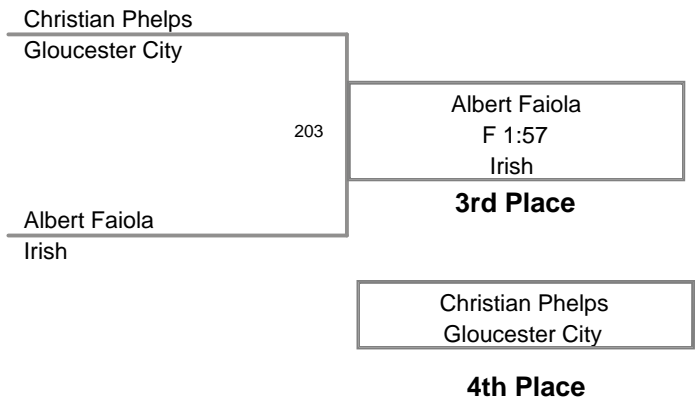 Christian Phelps
Gloucester City
Albert Faiola
F 1:57
Irish
203
3rd Place
Albert Faiola
Irish
Christian Phelps
Gloucester City
4th Place